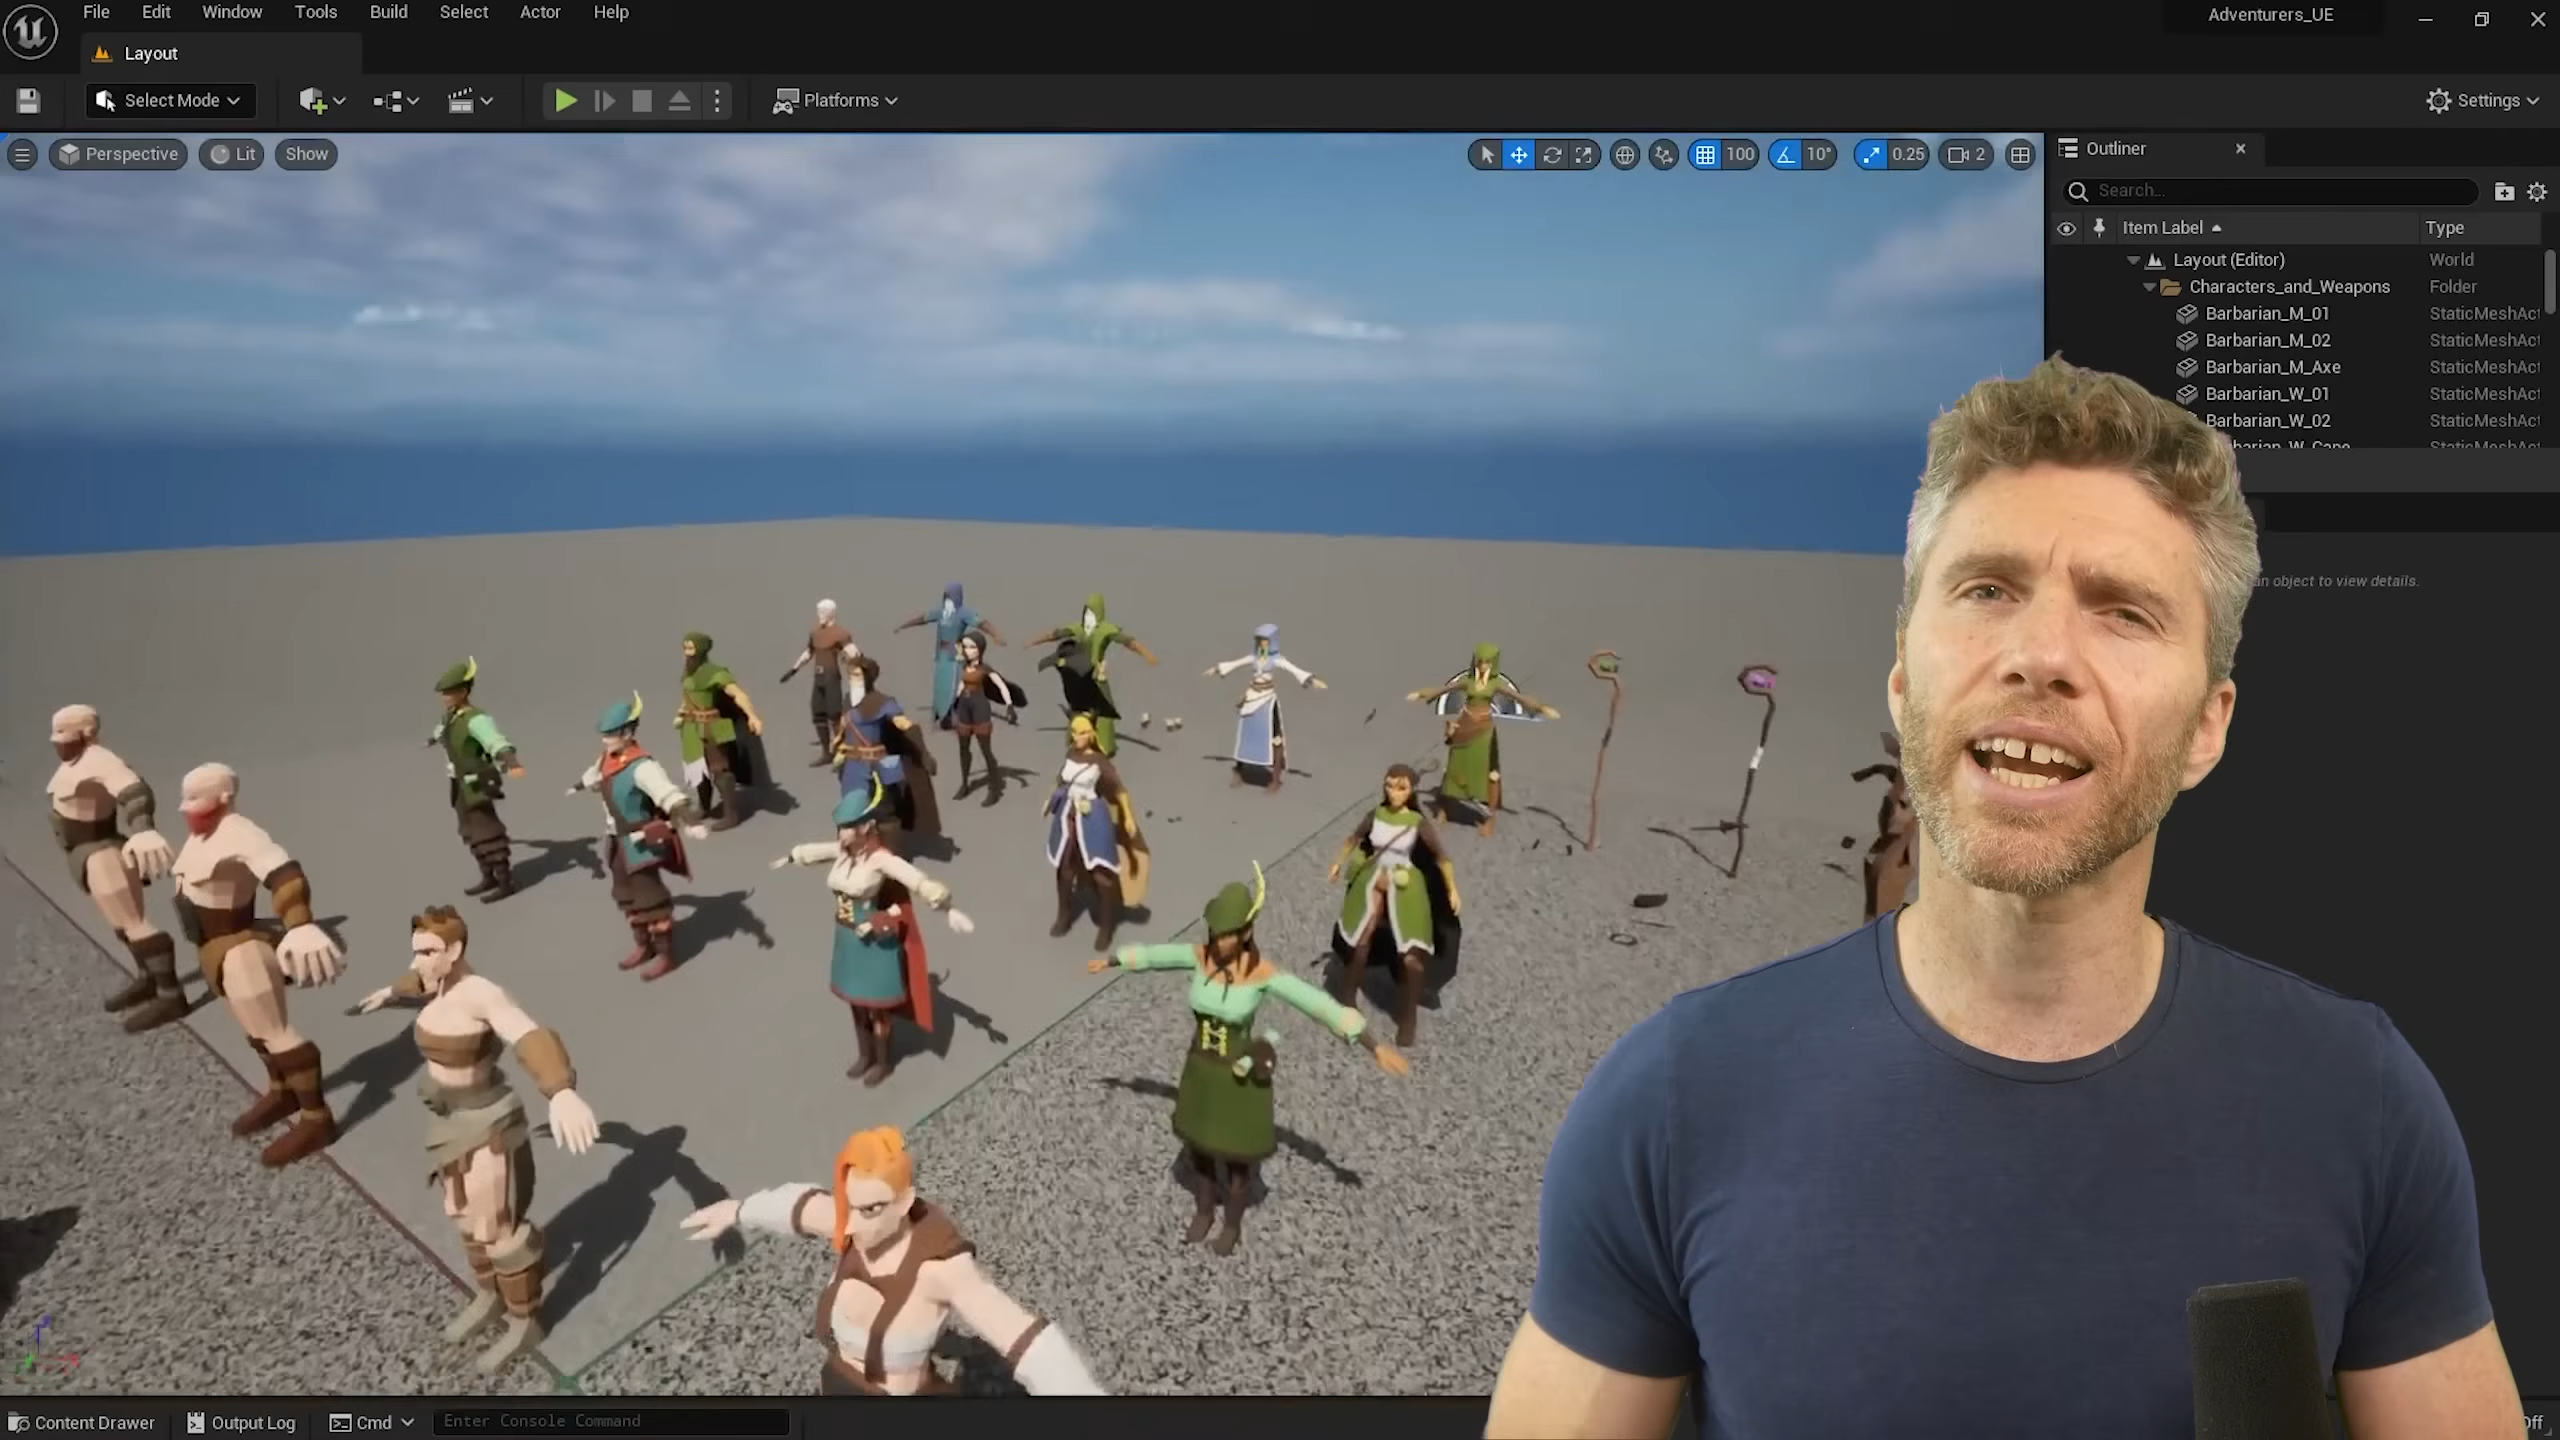 File Edit Window Tools Build Select Actor Help
Adventurers_UE
Layout
Select Mode
Platforms
Settings
Perspective Lit Show
100 10° 0.25 2
Outliner
Search...
Item Label Type
Layout (Editor) World
Characters_and_Weapons Folder
Barbarian_M_01 StaticMeshAct
Barbarian_M_02 StaticMeshAct
Barbarian_M_Axe StaticMeshAct
Barbarian_W_01 StaticMeshAct
Barbarian_W_02 StaticMeshAct
an object to view details.
Content Drawer Output Log Cmd Enter Console Command